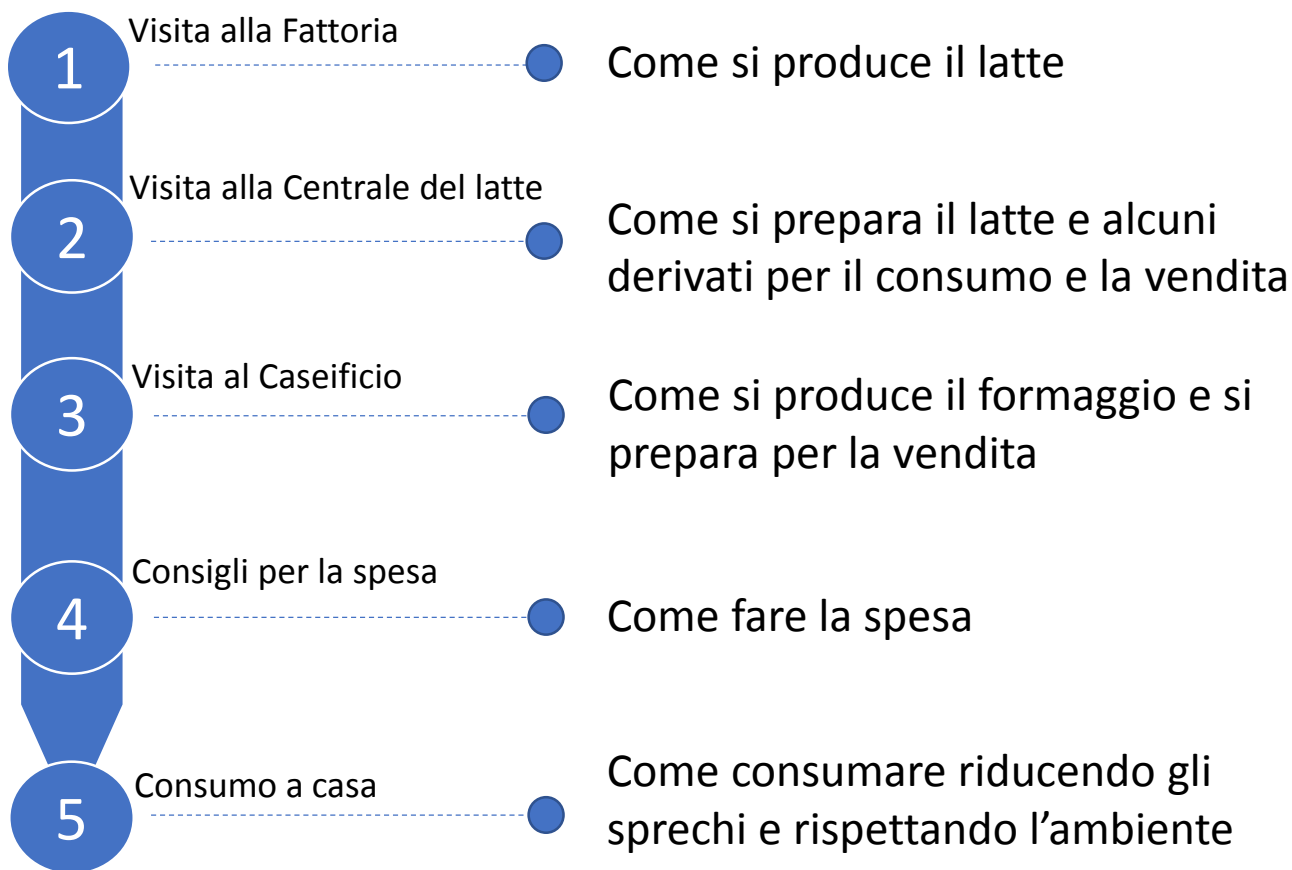 1
Visita alla Fattoria
Come si produce il latte
2
Visita alla Centrale del latte
Come si prepara il latte e alcuni
derivati per il consumo e la vendita
3
Visita al Caseificio
Come si produce il formaggio e si
prepara per la vendita
4
Consigli per la spesa
Come fare la spesa
5
Consumo a casa
Come consumare riducendo gli
sprechi e rispettando l’ambiente